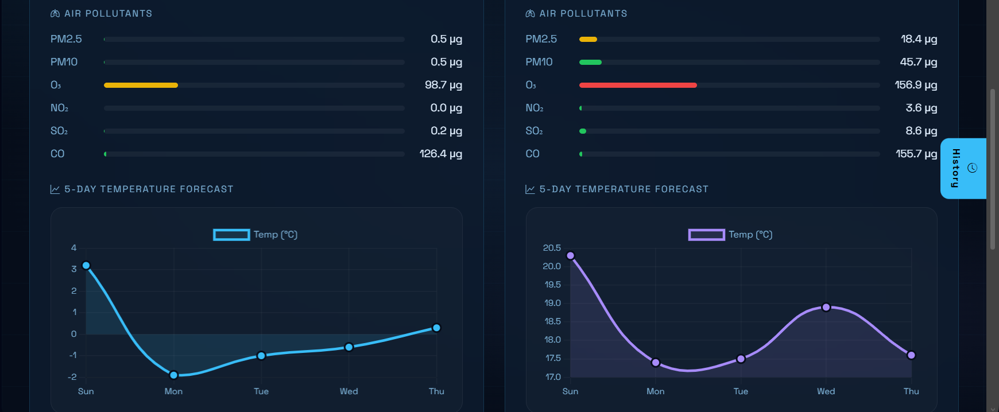 AIR POLLUTANTS
PM2.5 0.5 µg
PM10 0.5 µg
O₃ 98.7 µg
NO₂ 0.0 µg
SO₂ 0.2 µg
CO 126.4 µg
5-DAY TEMPERATURE FORECAST
Temp (°C)
4
3
2
1
0
-1
-2
Sun Mon Tue Wed Thu
AIR POLLUTANTS
PM2.5 18.4 µg
PM10 45.7 µg
O₃ 156.9 µg
NO₂ 3.6 µg
SO₂ 8.6 µg
CO 155.7 µg
5-DAY TEMPERATURE FORECAST
Temp (°C)
20.5
20.0
19.5
19.0
18.5
18.0
17.5
17.0
Sun Mon Tue Wed Thu
History